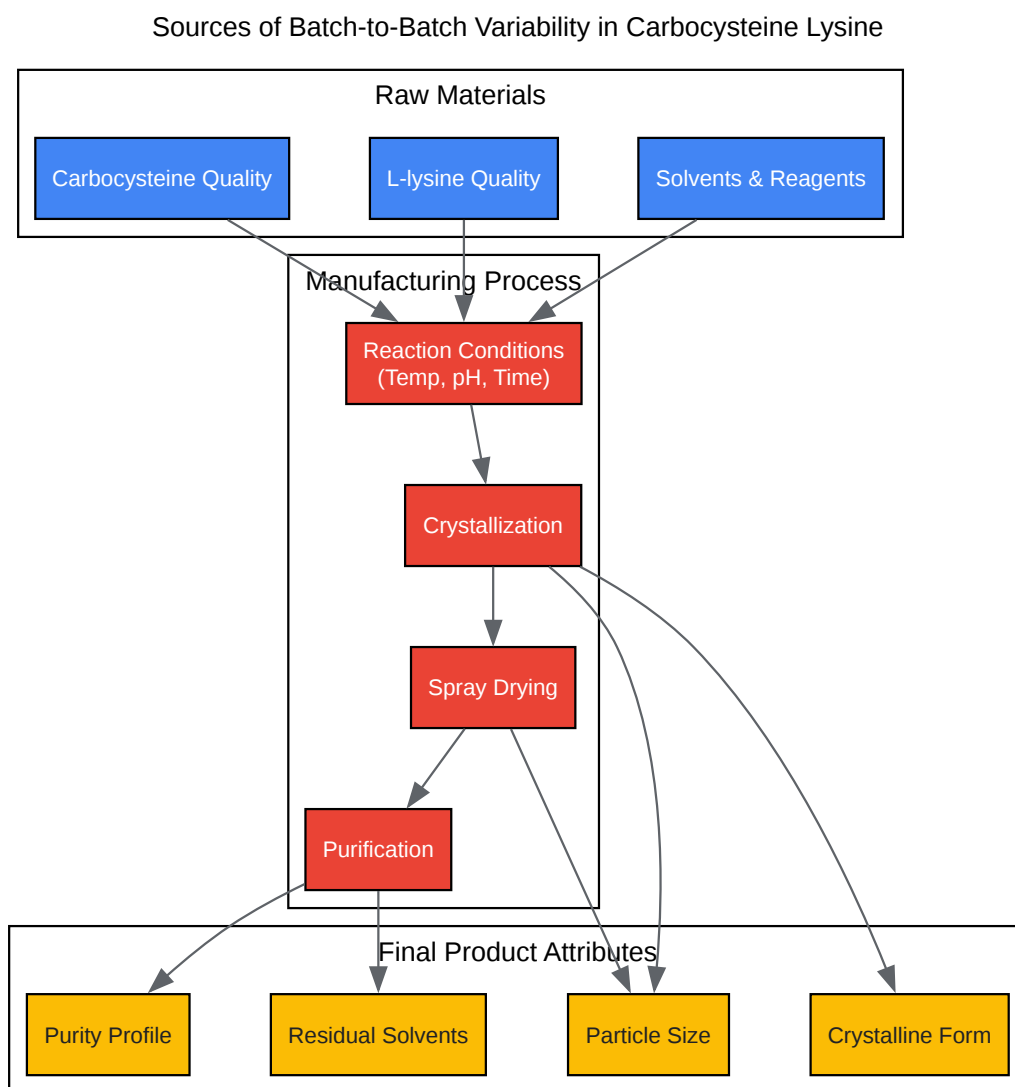 Sources of Batch-to-Batch Variability in Carbocysteine Lysine
Raw Materials
Carbocysteine Quality
L-lysine Quality
Solvents & Reagents
Manufacturing Process
Reaction Conditions
(Temp, pH, Time)
Crystallization
Spray Drying
Purification
Final Product Attributes
Purity Profile
Residual Solvents
Particle Size
Crystalline Form